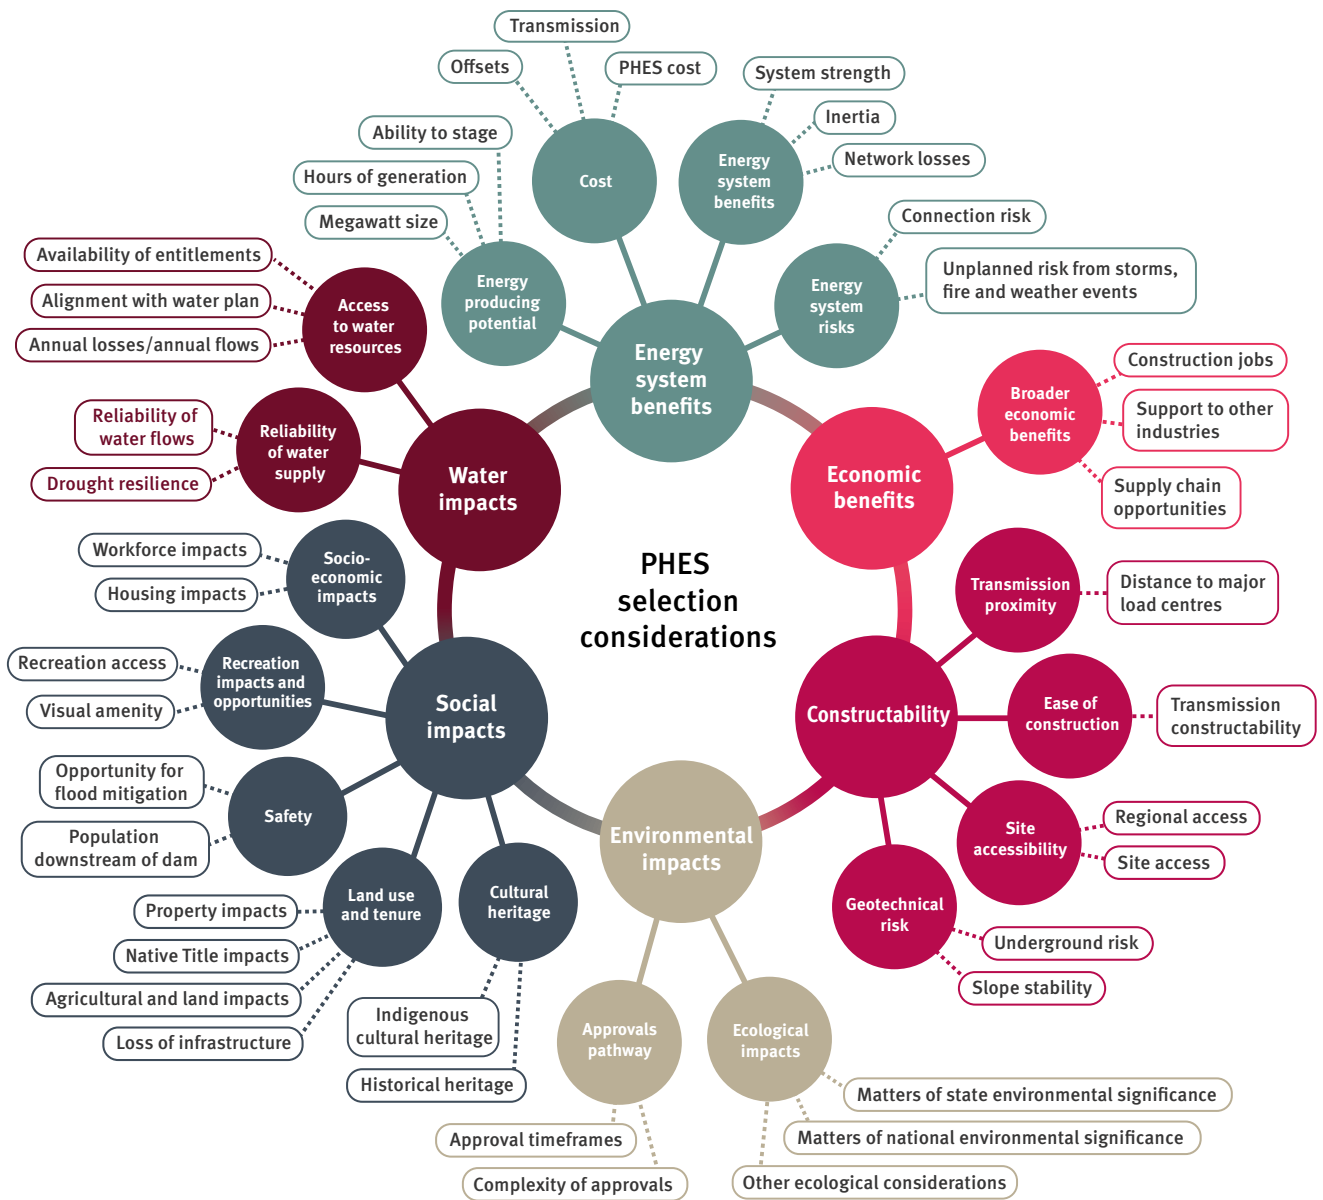 PHES
selection
considerations
Energy
system
benefits
Energy
producing
potential
Megawatt size
Hours of generation
Ability to stage
Cost
Offsets
Transmission
PHES cost
Energy
system
benefits
System strength
Inertia
Network losses
Energy
system
risks
Connection risk
Unplanned risk from storms,
fire and weather events
Economic
benefits
Broader
economic
benefits
Construction jobs
Support to other
industries
Supply chain
opportunities
Constructability
Transmission
proximity
Distance to major
load centres
Ease of
construction
Transmission
constructability
Site
accessibility
Regional access
Site access
Geotechnical
risk
Underground risk
Slope stability
Environmental
impacts
Ecological
impacts
Matters of state environmental significance
Matters of national environmental significance
Other ecological considerations
Approvals
pathway
Approval timeframes
Complexity of approvals
Social
impacts
Cultural
heritage
Indigenous
cultural heritage
Historical heritage
Land use
and tenure
Property impacts
Native Title impacts
Agricultural and land impacts
Loss of infrastructure
Safety
Opportunity for
flood mitigation
Population
downstream of dam
Recreation
impacts and
opportunities
Recreation access
Visual amenity
Socio-
economic
impacts
Workforce impacts
Housing impacts
Water
impacts
Reliability
of water
supply
Reliability of
water flows
Drought resilience
Access
to water
resources
Availability of entitlements
Alignment with water plan
Annual losses/annual flows